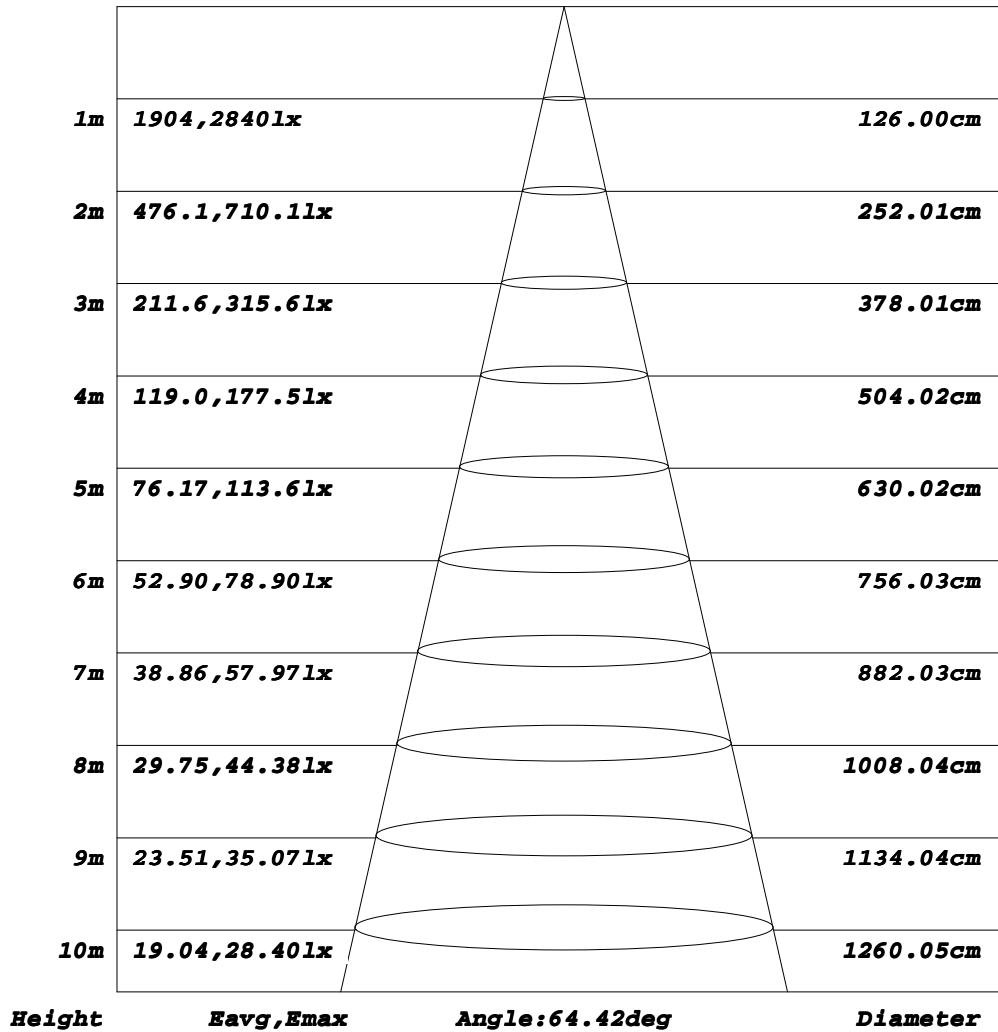 1m 1904,2840lx 126.00cm
2m 476.1,710.1lx 252.01cm
3m 211.6,315.6lx 378.01cm
4m 119.0,177.5lx 504.02cm
5m 76.17,113.6lx 630.02cm
6m 52.90,78.90lx 756.03cm
7m 38.86,57.97lx 882.03cm
8m 29.75,44.38lx 1008.04cm
9m 23.51,35.07lx 1134.04cm
10m 19.04,28.40lx 1260.05cm
Height Eavg,Emax Angle:64.42deg Diameter